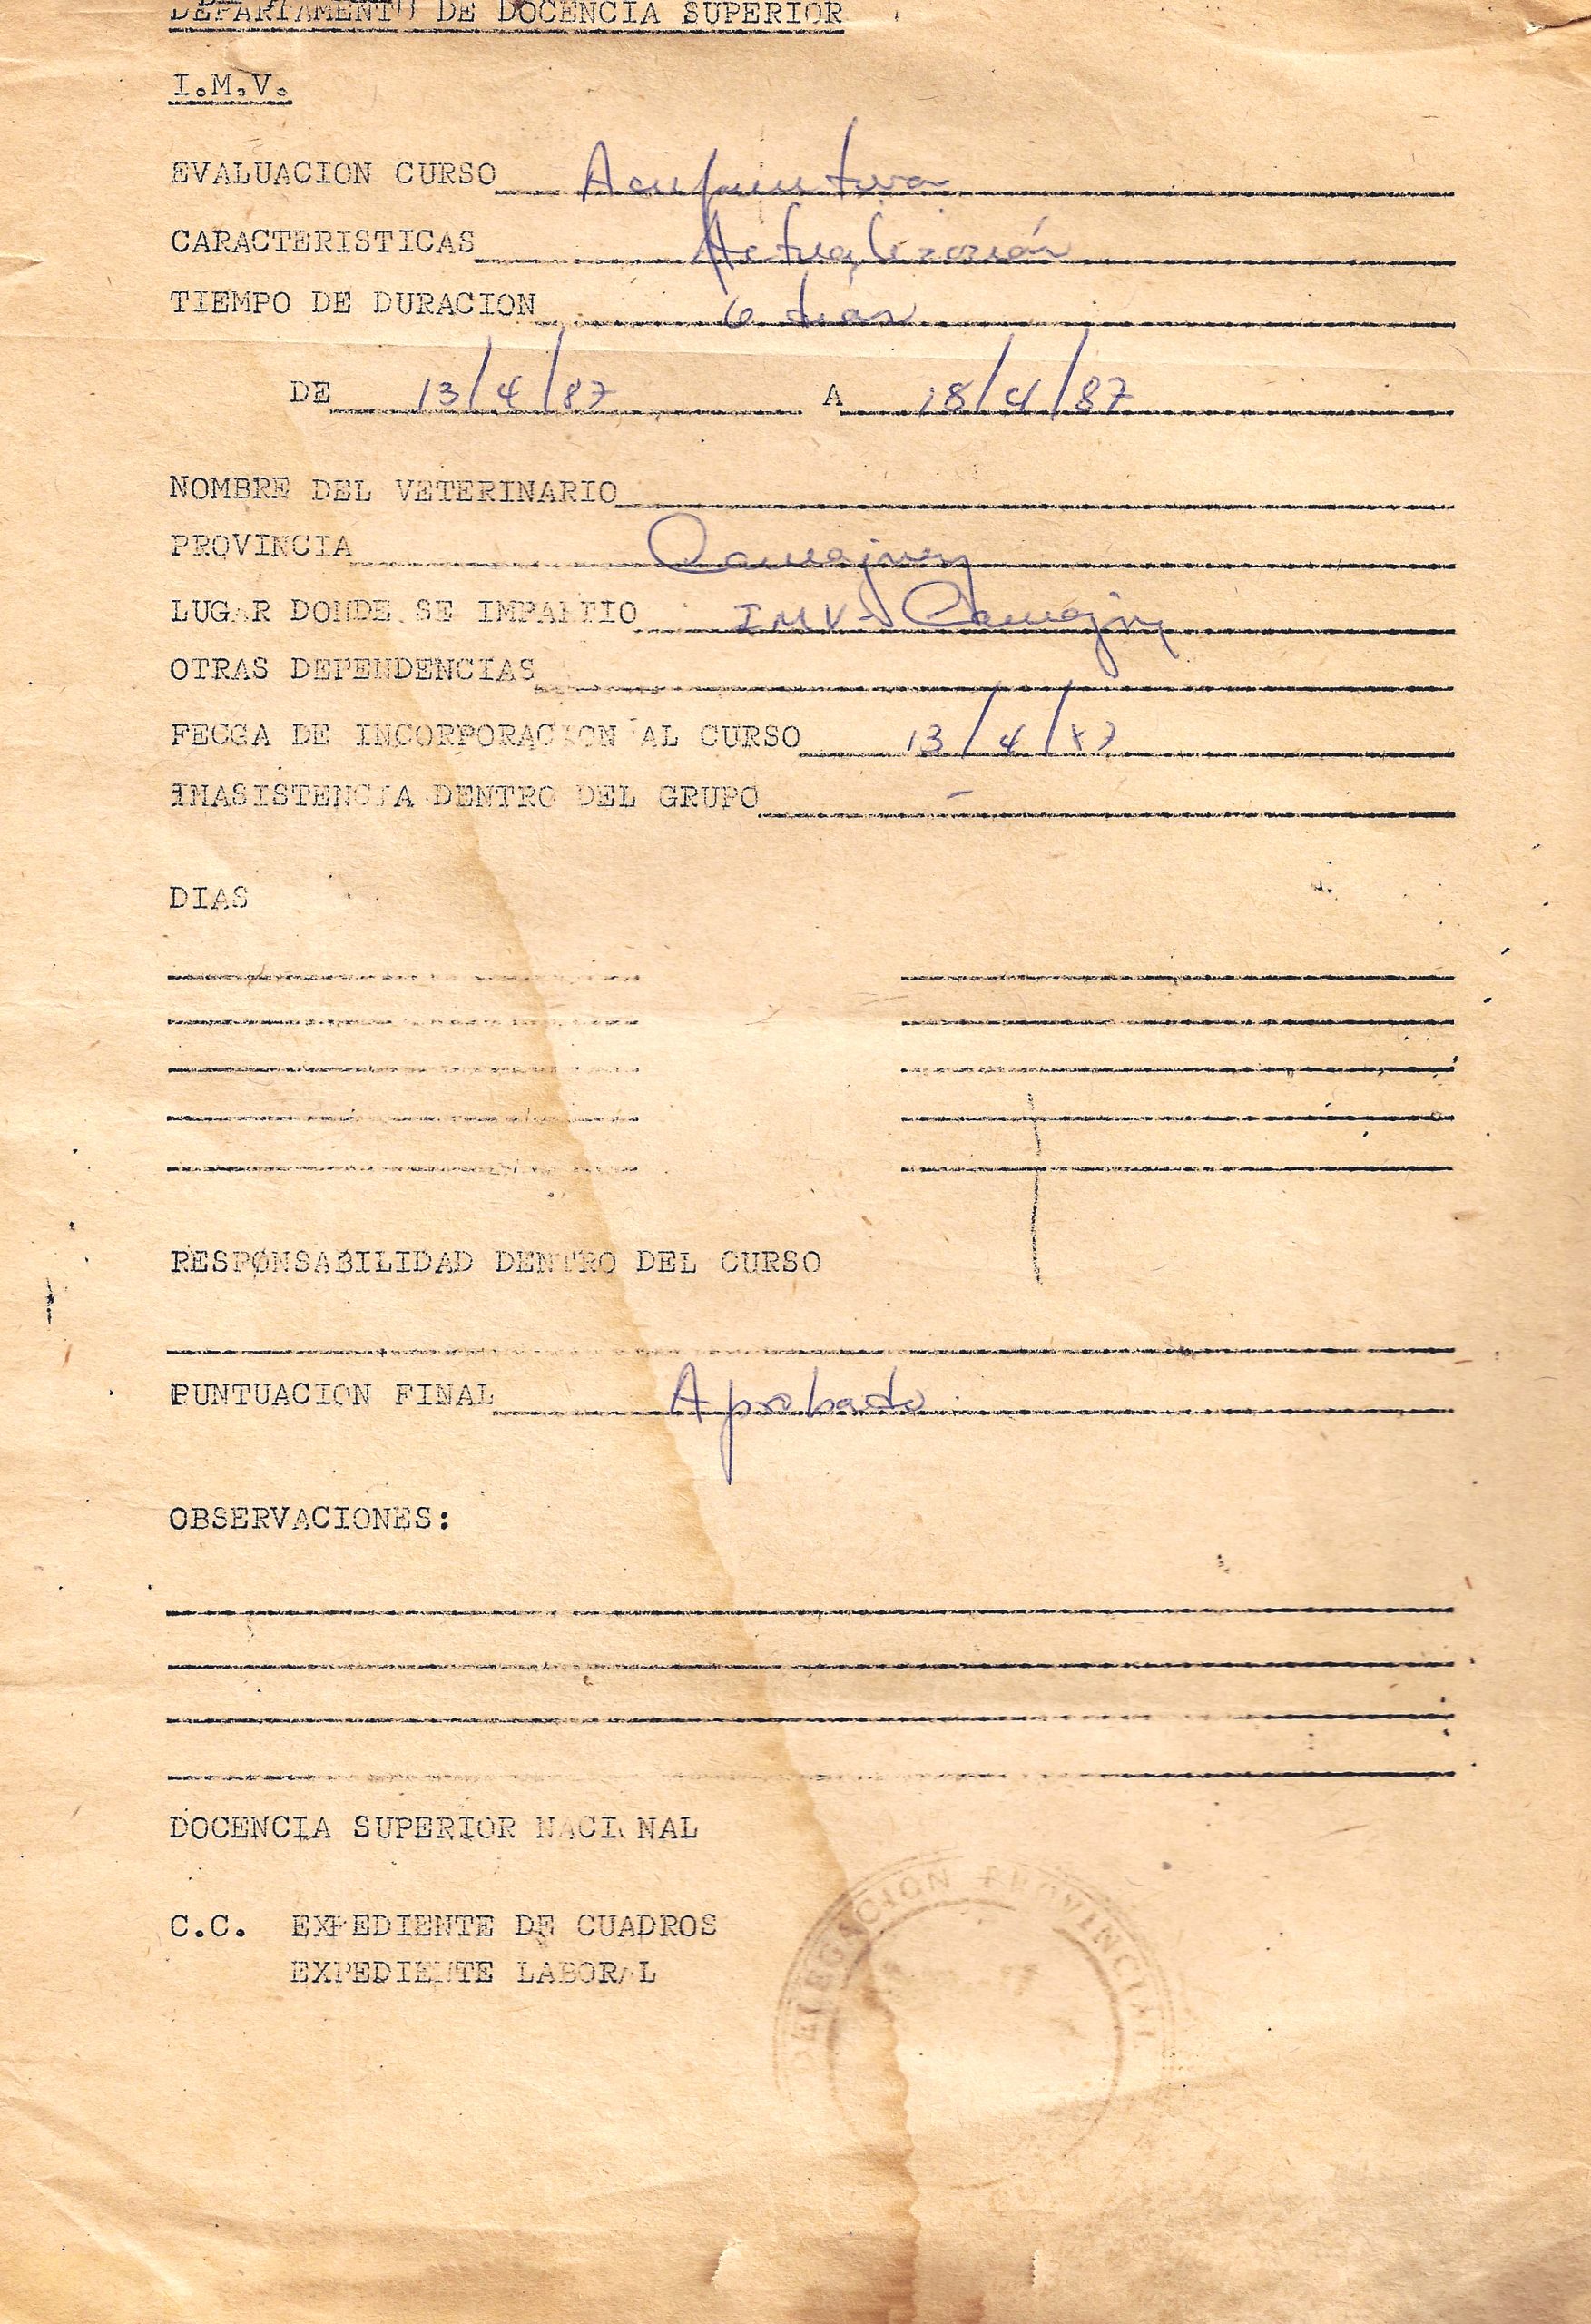 DEPARTAMENTO DE DOCENCIA SUPERIOR
I.M.V.
EVALUACION CURSO Acupuntura
CARACTERISTICAS Actualización
TIEMPO DE DURACION 6 días
DE 13/4/87 A 18/4/87
NOMBRE DEL VETERINARIO
PROVINCIA Camagüey
LUGAR DONDE SE IMPARTIO IMV- Camagüey
OTRAS DEPENDENCIAS
FECGA DE INCORPORACION AL CURSO 13/4/87
INASISTENCIA DENTRO DEL GRUPO -
DIAS
RESPONSABILIDAD DENTRO DEL CURSO
PUNTUACION FINAL Aprobado.
OBSERVACIONES:
DOCENCIA SUPERIOR NACIONAL
C.C. EXPEDIENTE DE CUADROS
EXPEDIENTE LABORAL
DELEGACION PROVINCIAL